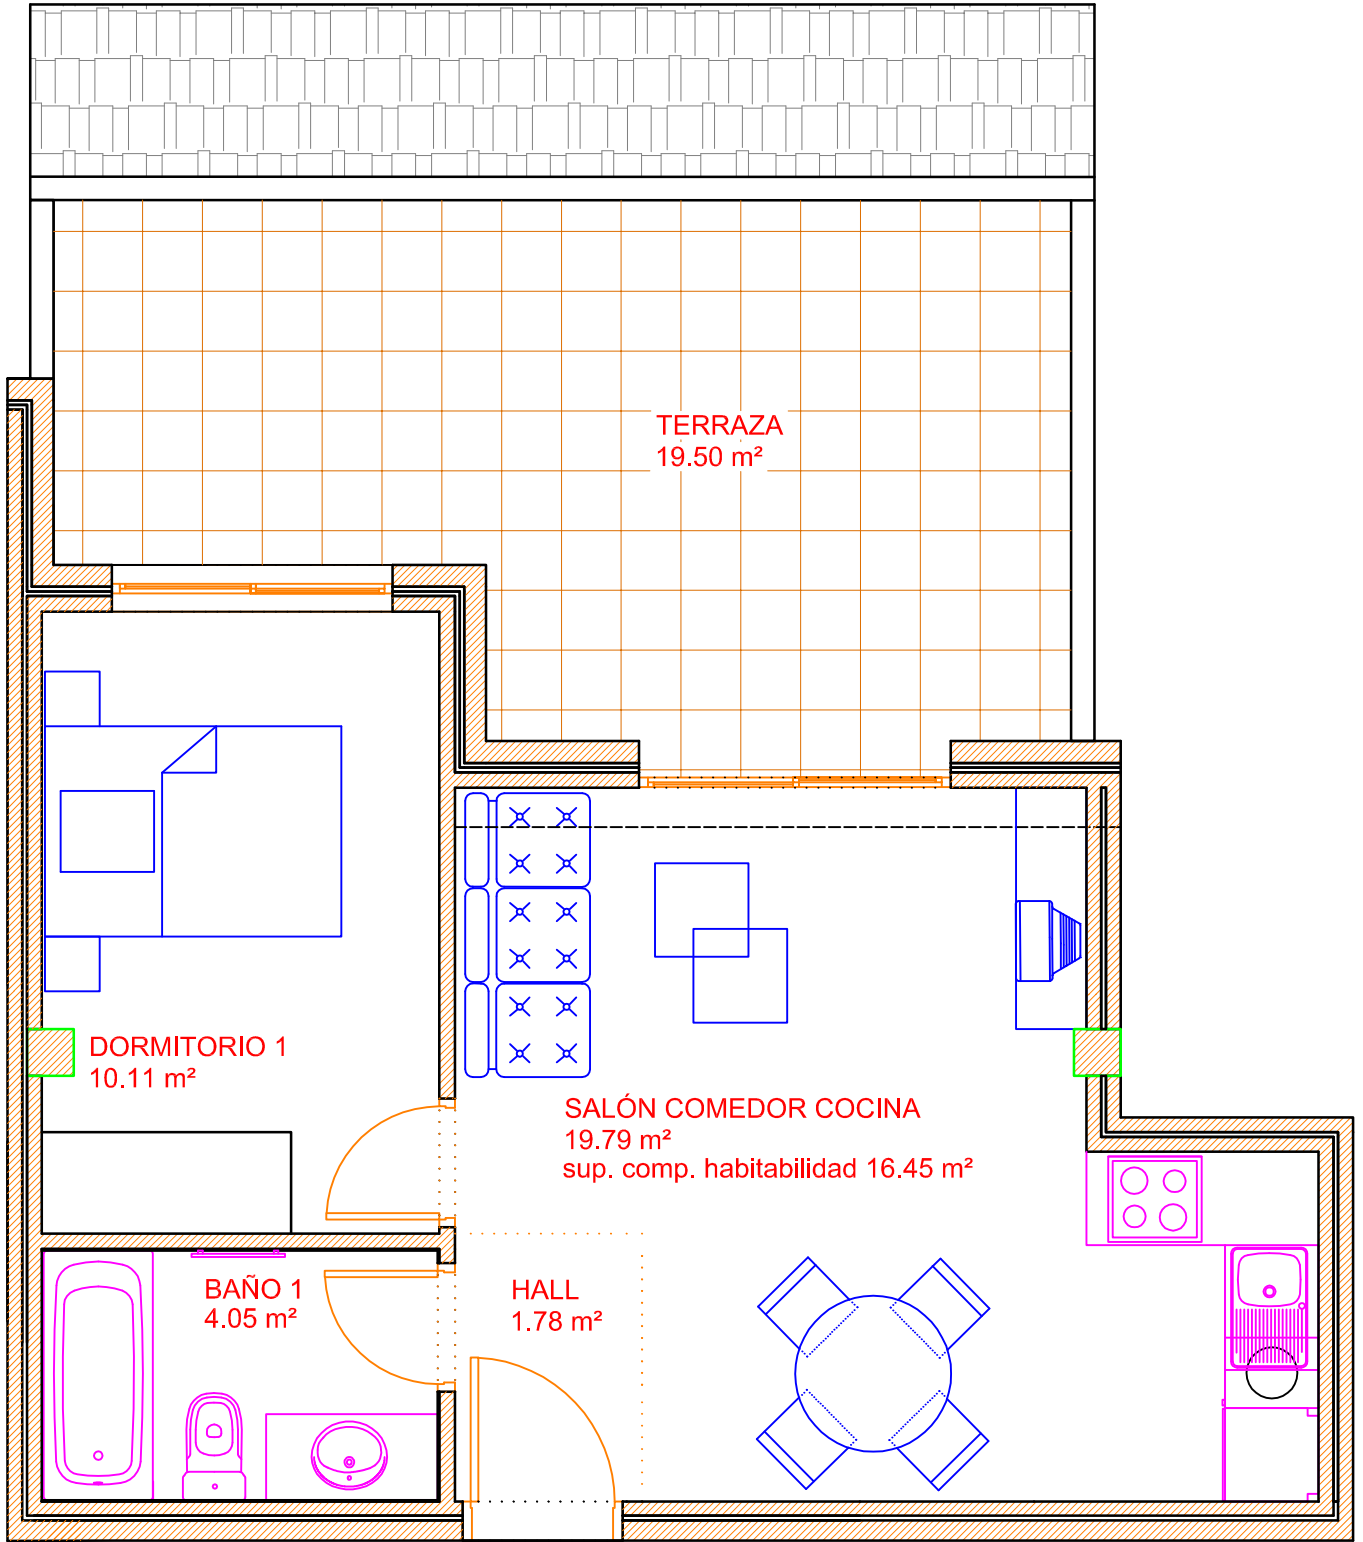 TERRAZA
19.50 m²
DORMITORIO 1
10.11 m²
SALÓN COMEDOR COCINA
19.79 m²
sup. comp. habitabilidad 16.45 m²
BAÑO 1
4.05 m²
HALL
1.78 m²